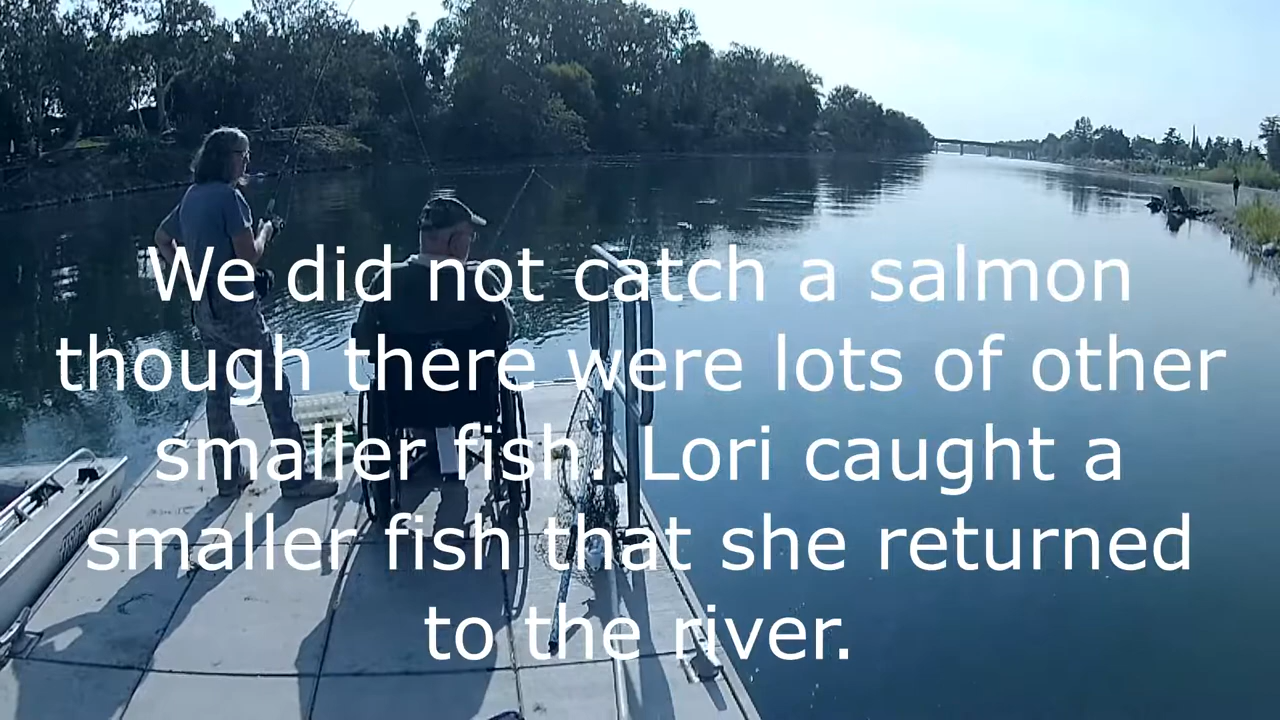 We did not catch a salmon
though there were lots of other
smaller fish. Lori caught a
smaller fish that she returned
to the river.